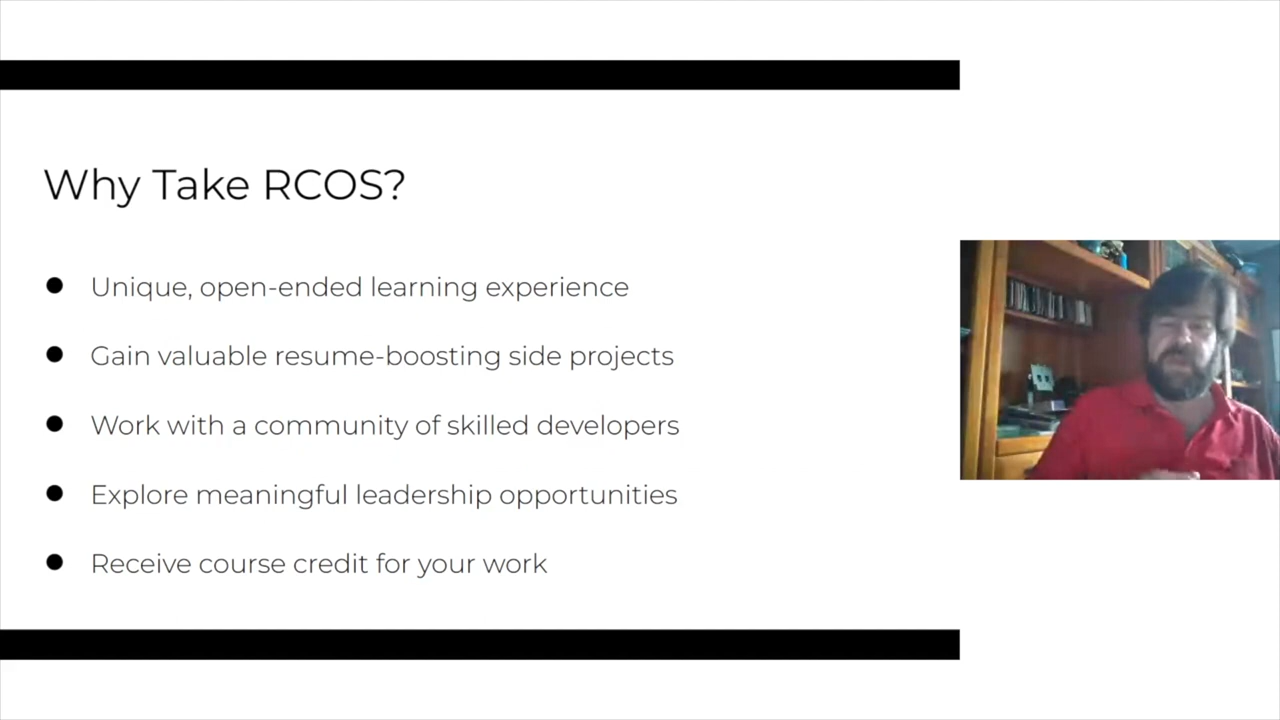 Why Take RCOS?
Unique, open-ended learning experience
Gain valuable resume-boosting side projects
Work with a community of skilled developers
Explore meaningful leadership opportunities
Receive course credit for your work